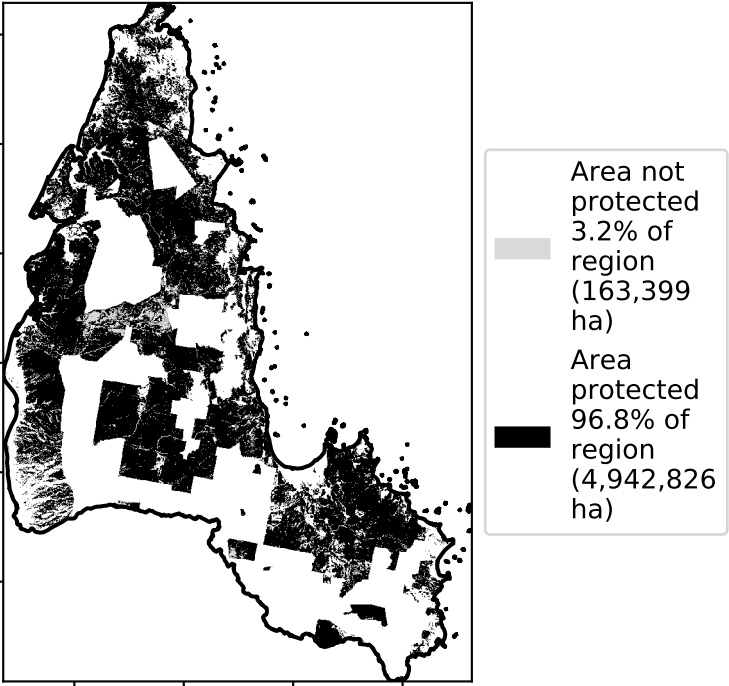 Area not
protected
3.2% of
region
(163,399
ha)
Area
protected
96.8% of
region
(4,942,826
ha)